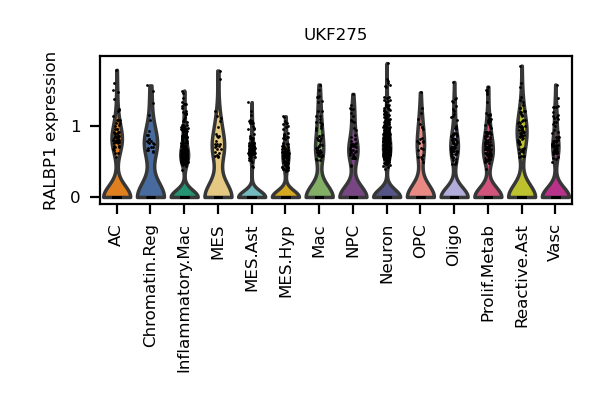 UKF275
RALBP1 expression
1
0
AC
Chromatin.Reg
Inflammatory.Mac
MES
MES.Ast
MES.Hyp
Mac
NPC
Neuron
OPC
Oligo
Prolif.Metab
Reactive.Ast
Vasc